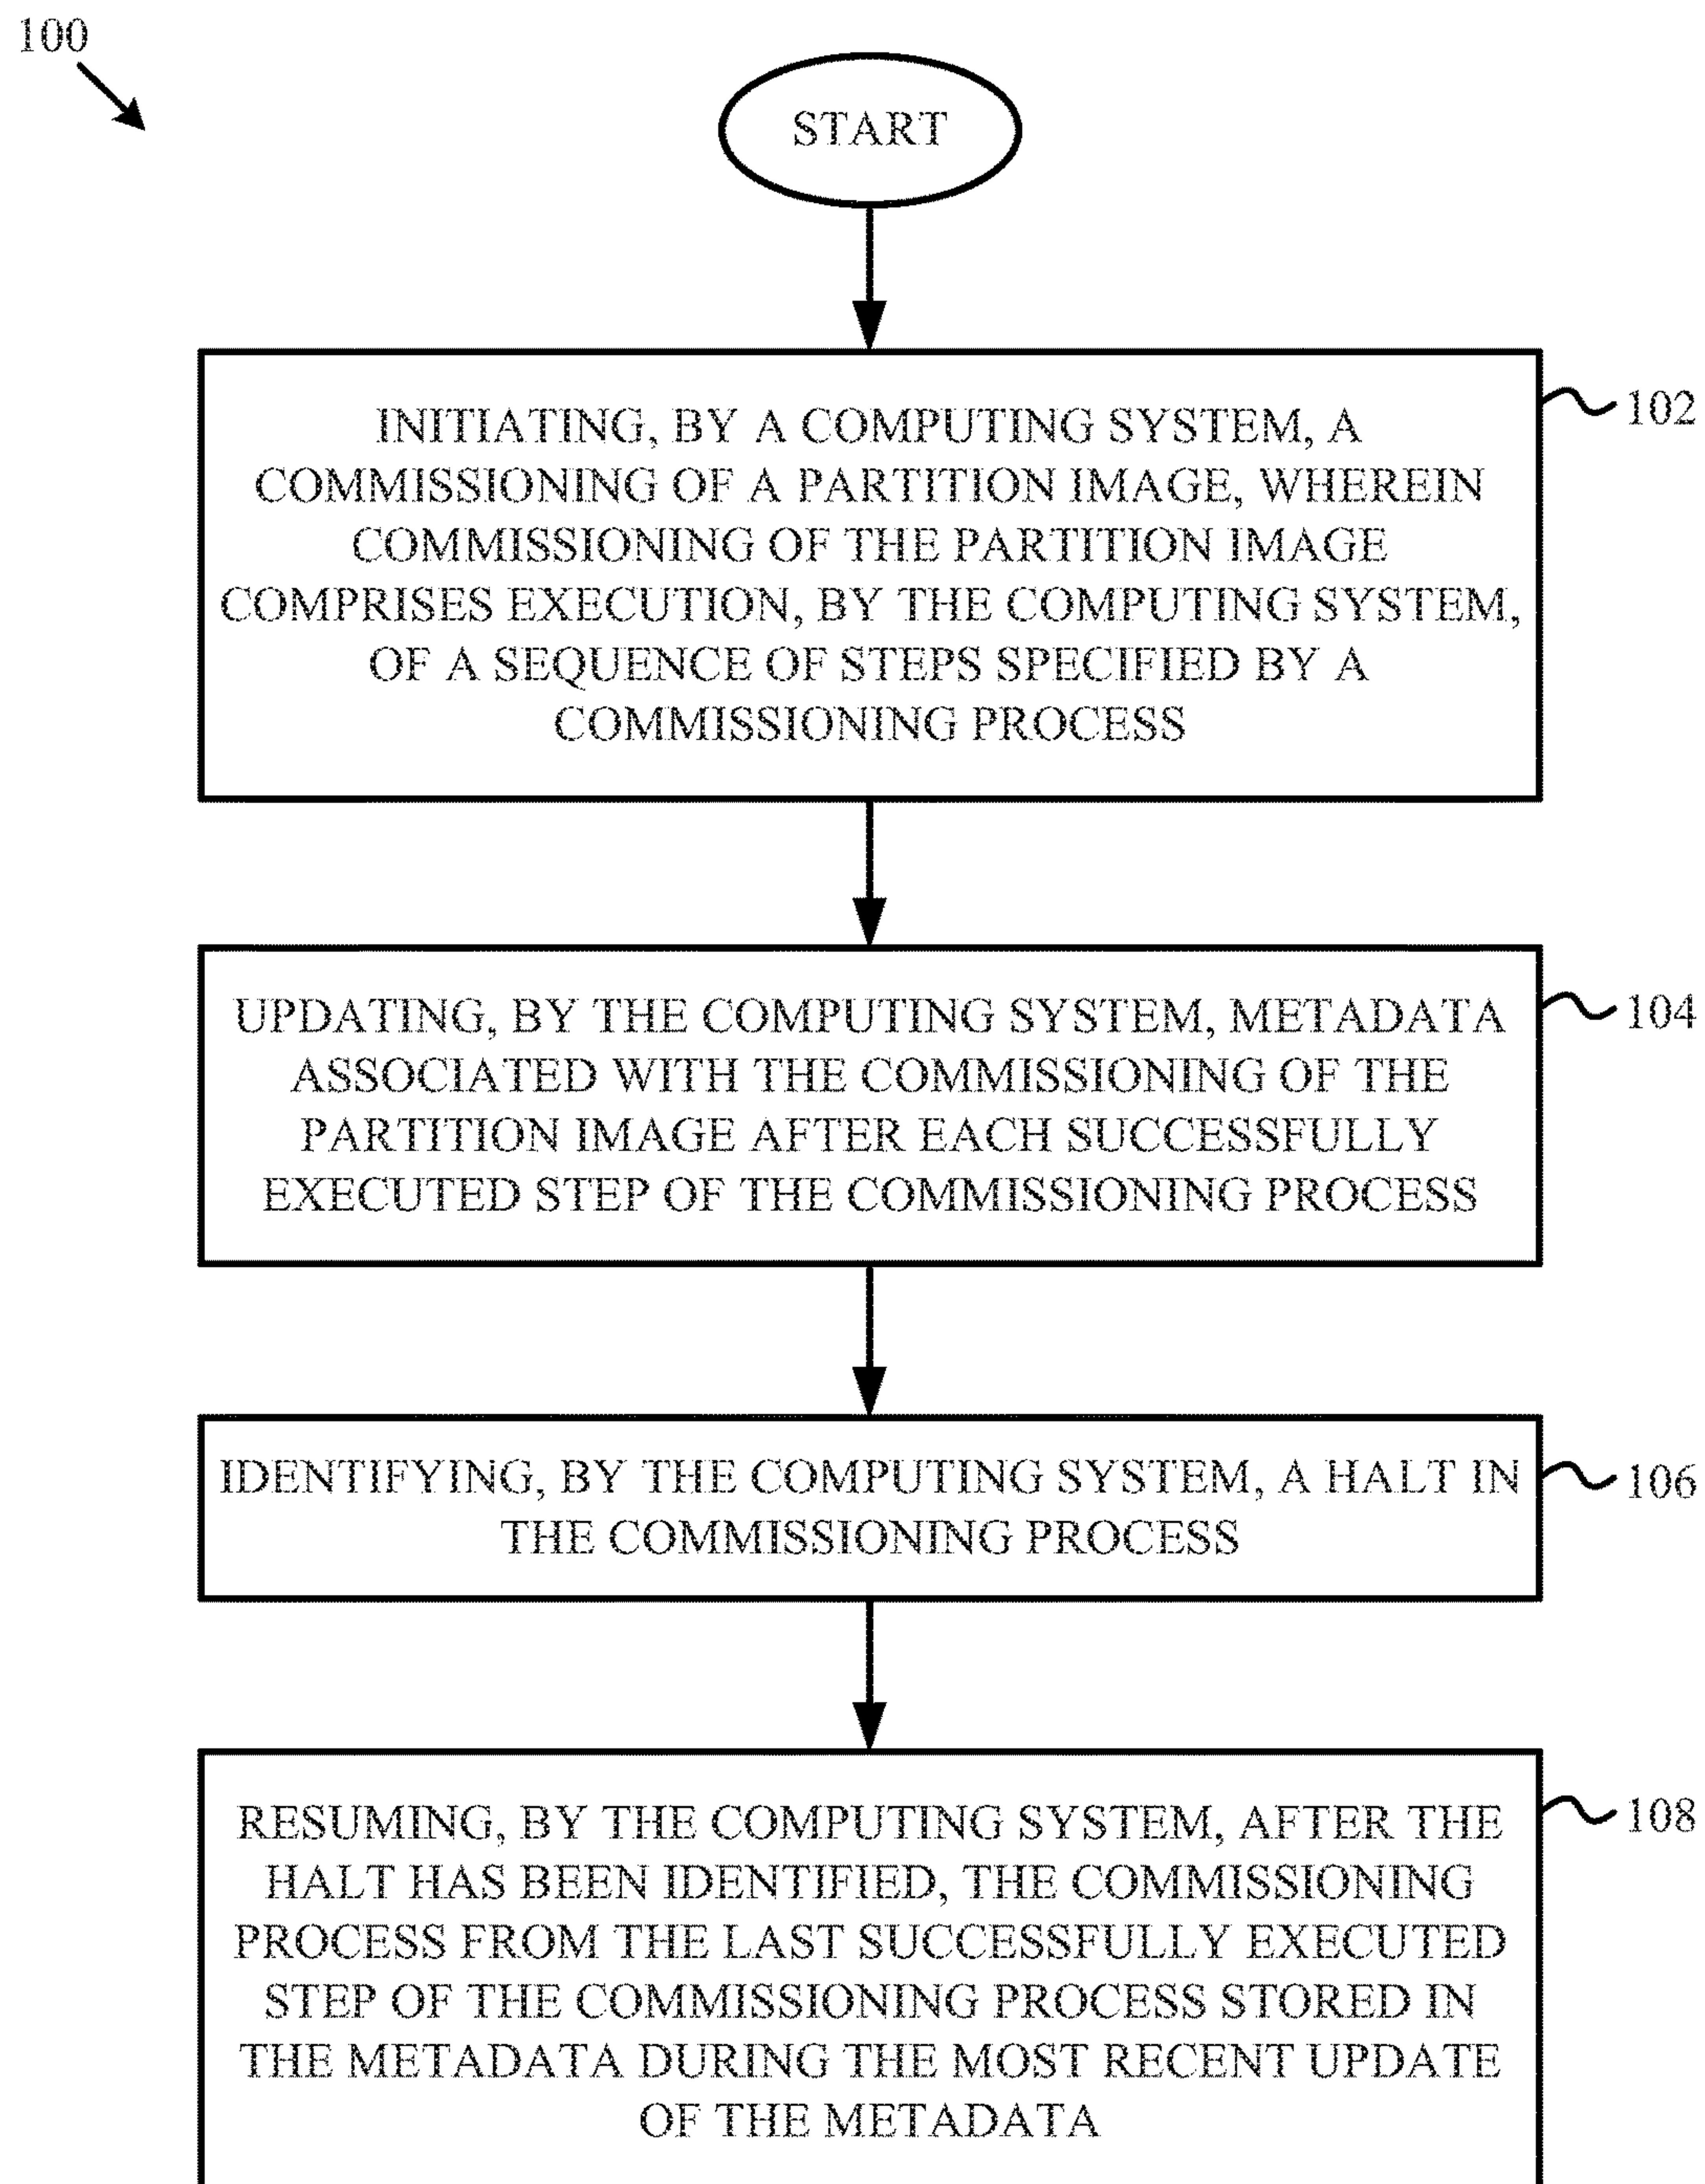 100
START
INITIATING, BY A COMPUTING SYSTEM, A
COMMISSIONING OF A PARTITION IMAGE, WHEREIN
COMMISSIONING OF THE PARTITION IMAGE
COMPRISES EXECUTION, BY THE COMPUTING SYSTEM,
OF A SEQUENCE OF STEPS SPECIFIED BY A
COMMISSIONING PROCESS
102
UPDATING, BY THE COMPUTING SYSTEM, METADATA
ASSOCIATED WITH THE COMMISSIONING OF THE
PARTITION IMAGE AFTER EACH SUCCESSFULLY
EXECUTED STEP OF THE COMMISSIONING PROCESS
104
IDENTIFYING, BY THE COMPUTING SYSTEM, A HALT IN
THE COMMISSIONING PROCESS
106
RESUMING, BY THE COMPUTING SYSTEM, AFTER THE
HALT HAS BEEN IDENTIFIED, THE COMMISSIONING
PROCESS FROM THE LAST SUCCESSFULLY EXECUTED
STEP OF THE COMMISSIONING PROCESS STORED IN
THE METADATA DURING THE MOST RECENT UPDATE
OF THE METADATA
108